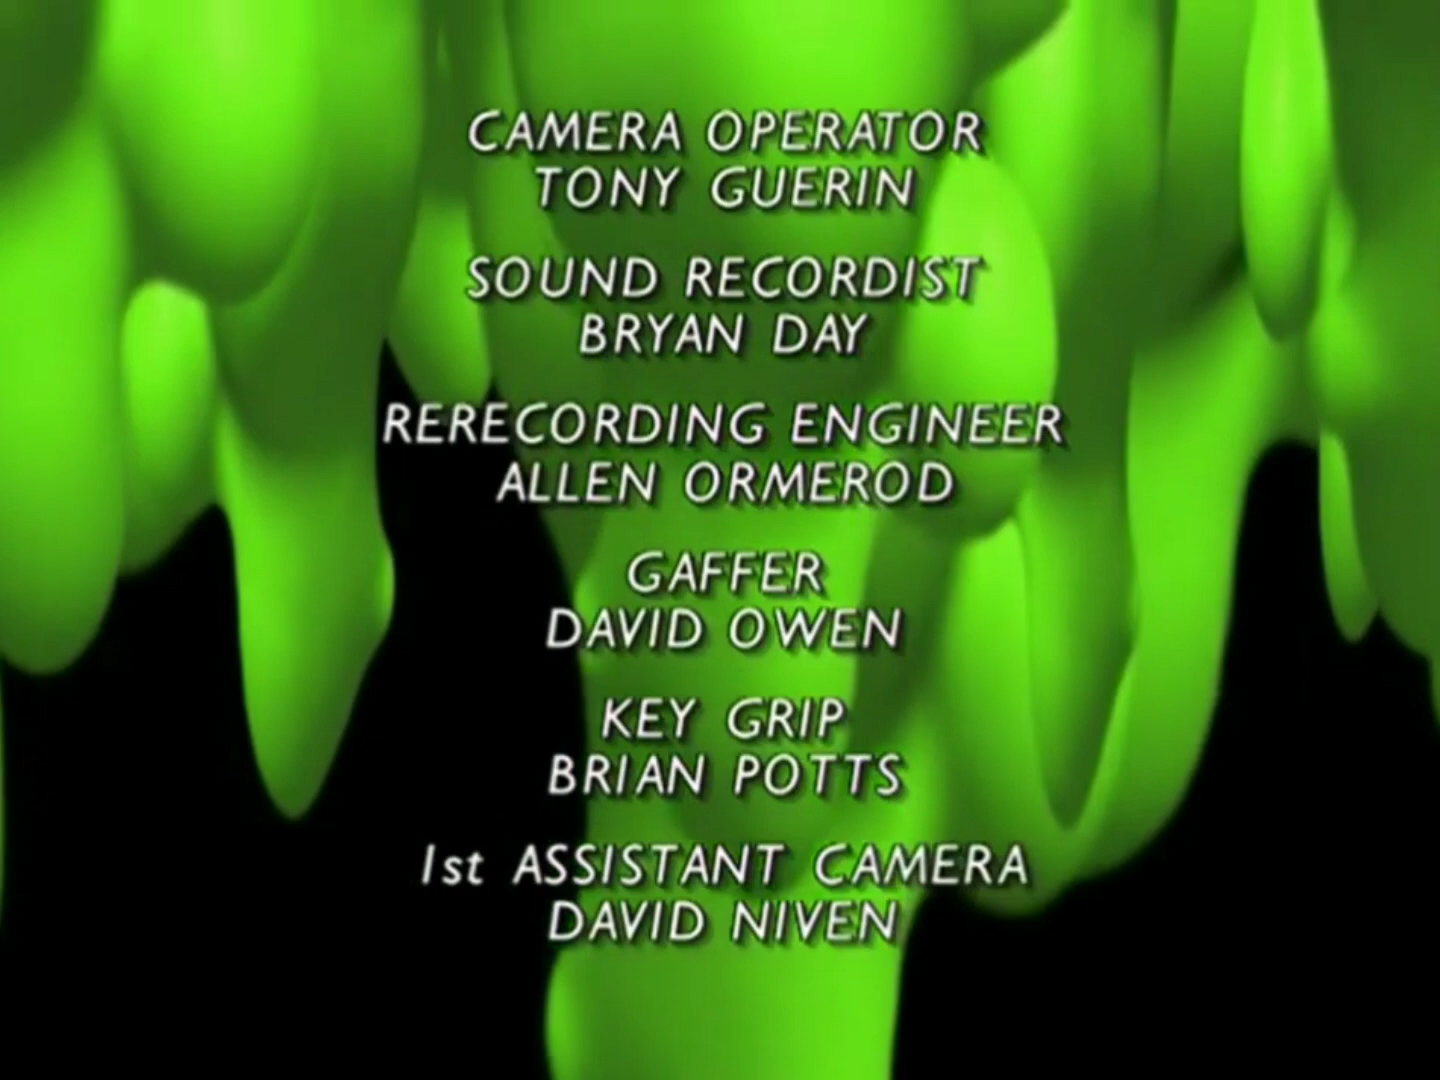 CAMERA OPERATOR
TONY GUERIN
SOUND RECORDIST
BRYAN DAY
RERECORDING ENGINEER
ALLEN ORMEROD
GAFFER
DAVID OWEN
KEY GRIP
BRIAN POTTS
1st ASSISTANT CAMERA
DAVID NIVEN